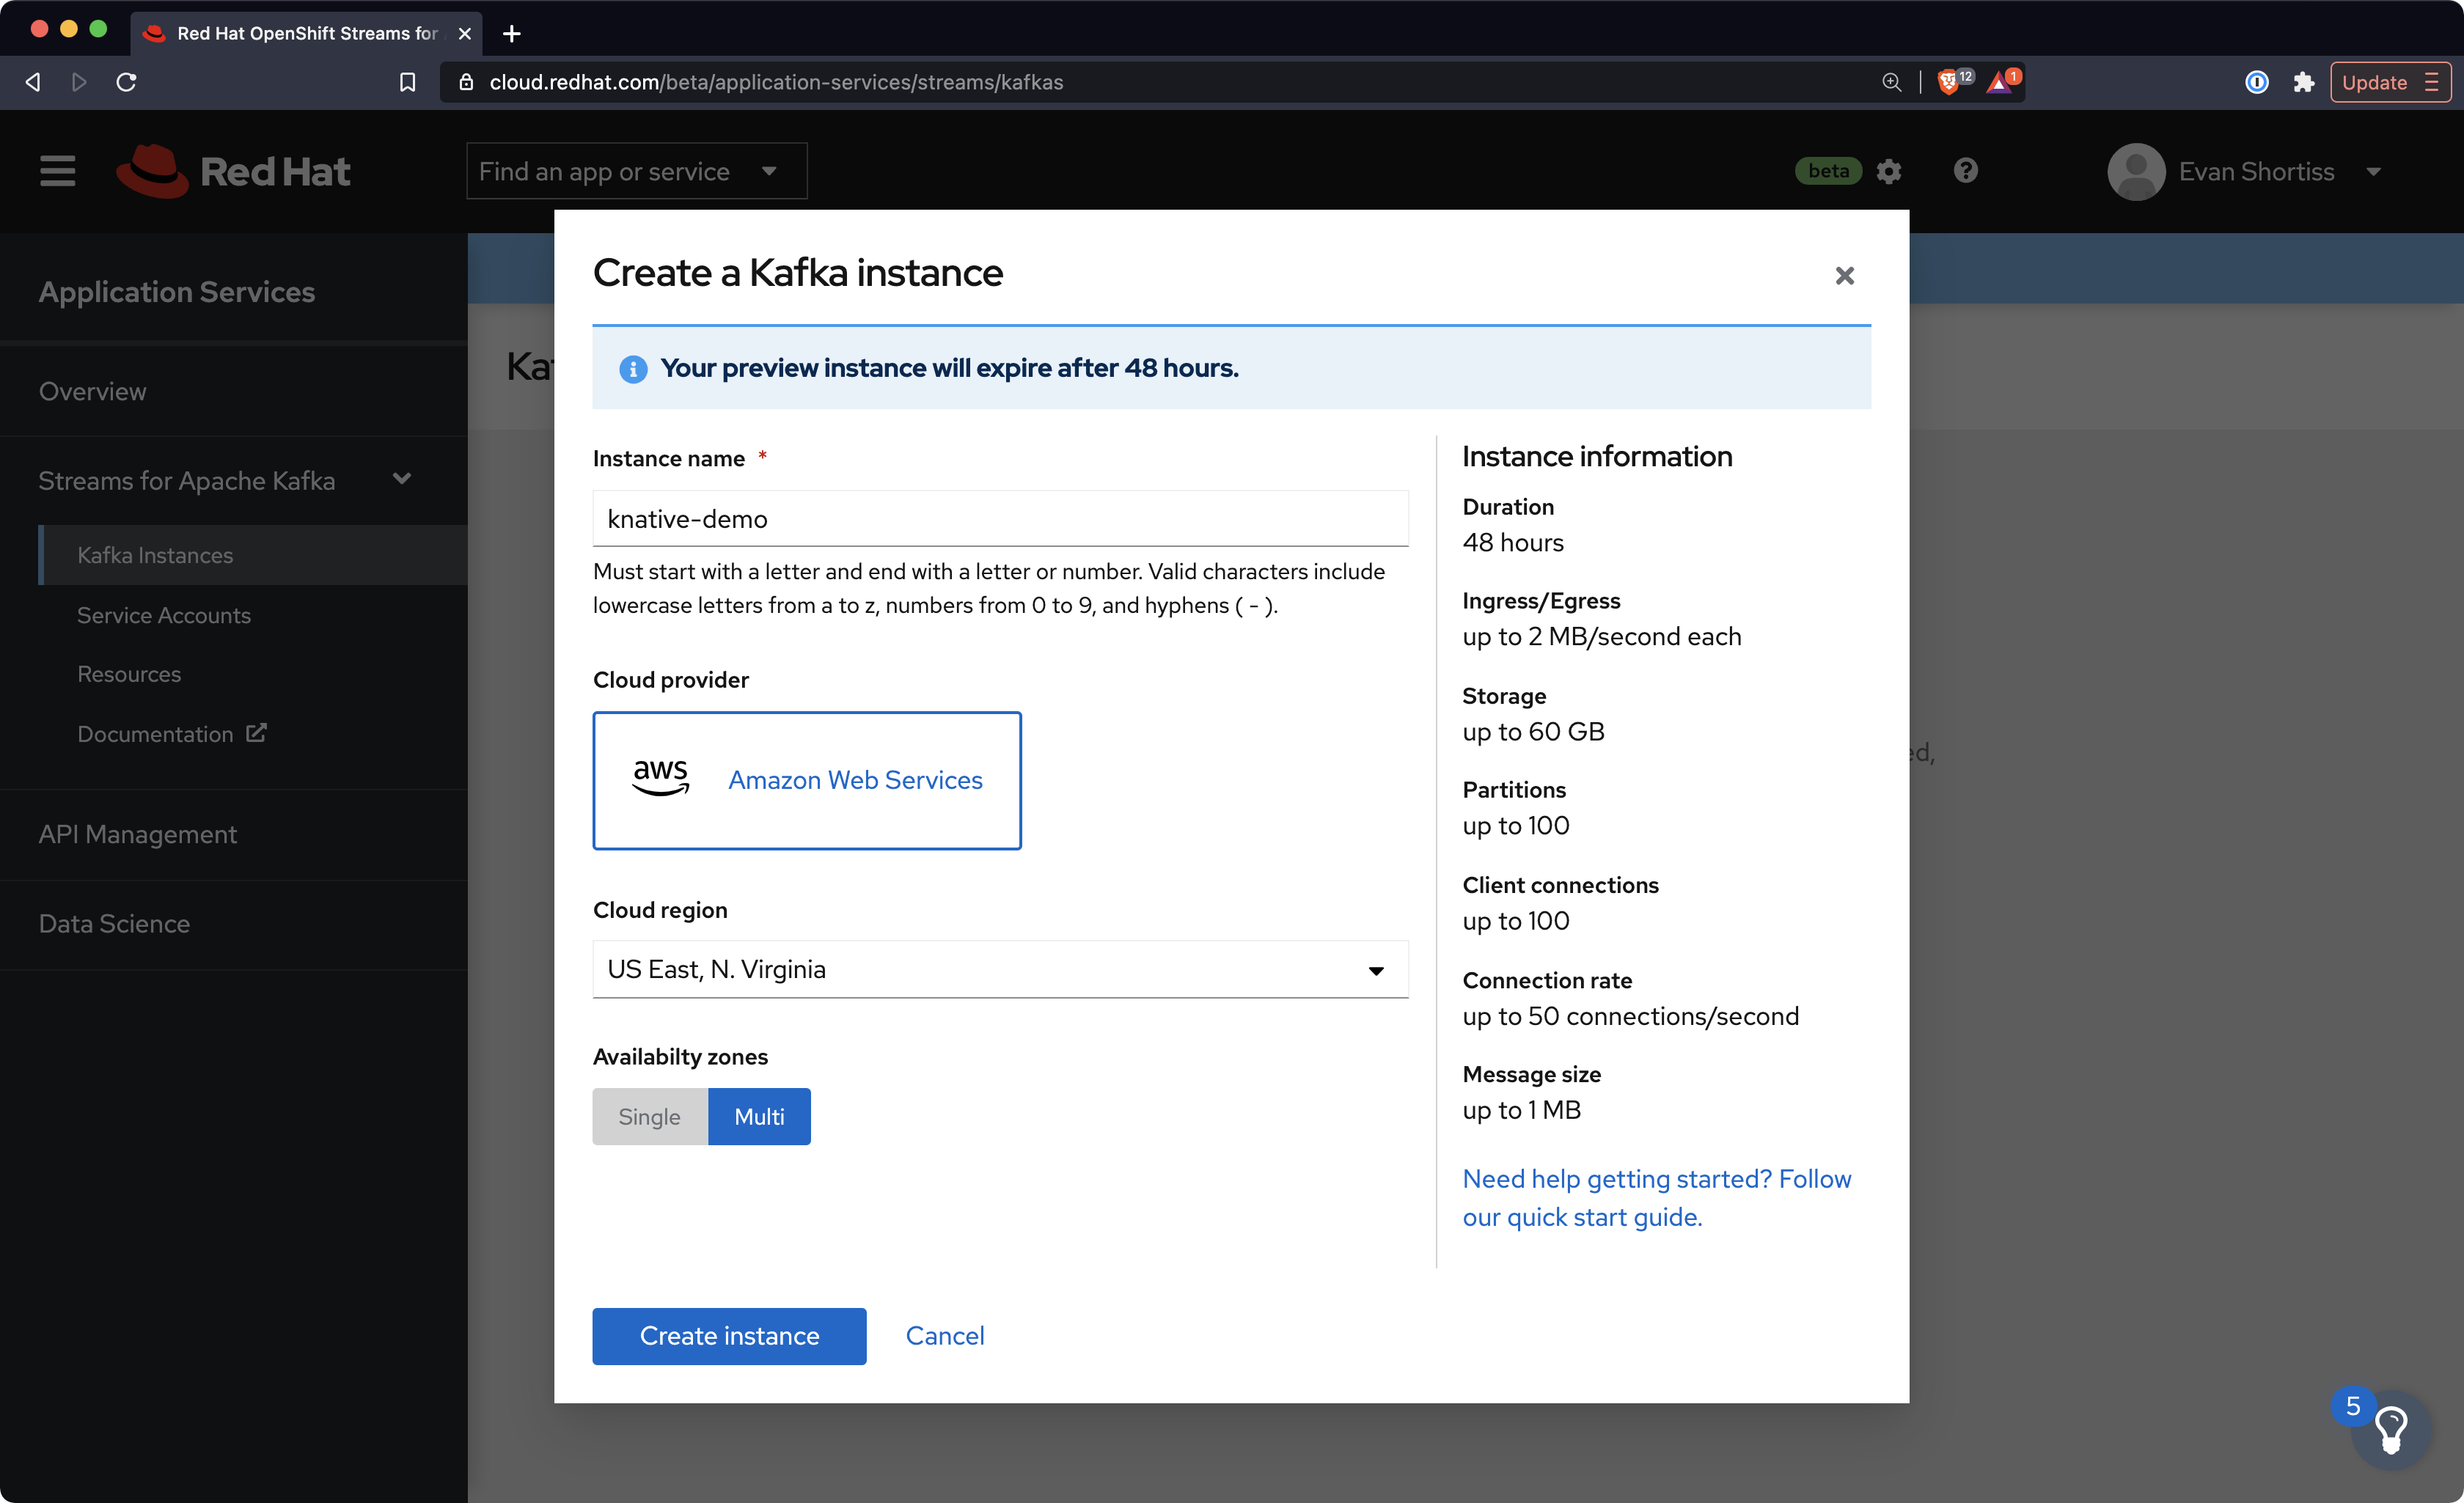 Red Hat OpenShift Streams for
cloud.redhat.com/beta/application-services/streams/kafkas
12
1
Update
Red Hat
Find an app or service
beta
Evan Shortiss
Application Services
Overview
Streams for Apache Kafka
Kafka Instances
Service Accounts
Resources
Documentation
API Management
Data Science
Create a Kafka instance
Your preview instance will expire after 48 hours.
Instance name *
knative-demo
Must start with a letter and end with a letter or number. Valid characters include
lowercase letters from a to z, numbers from 0 to 9, and hyphens ( - ).
Cloud provider
aws
Amazon Web Services
Cloud region
US East, N. Virginia
Availabilty zones
Single
Multi
Create instance
Cancel
Instance information
Duration
48 hours
Ingress/Egress
up to 2 MB/second each
Storage
up to 60 GB
Partitions
up to 100
Client connections
up to 100
Connection rate
up to 50 connections/second
Message size
up to 1 MB
Need help getting started? Follow
our quick start guide.
5